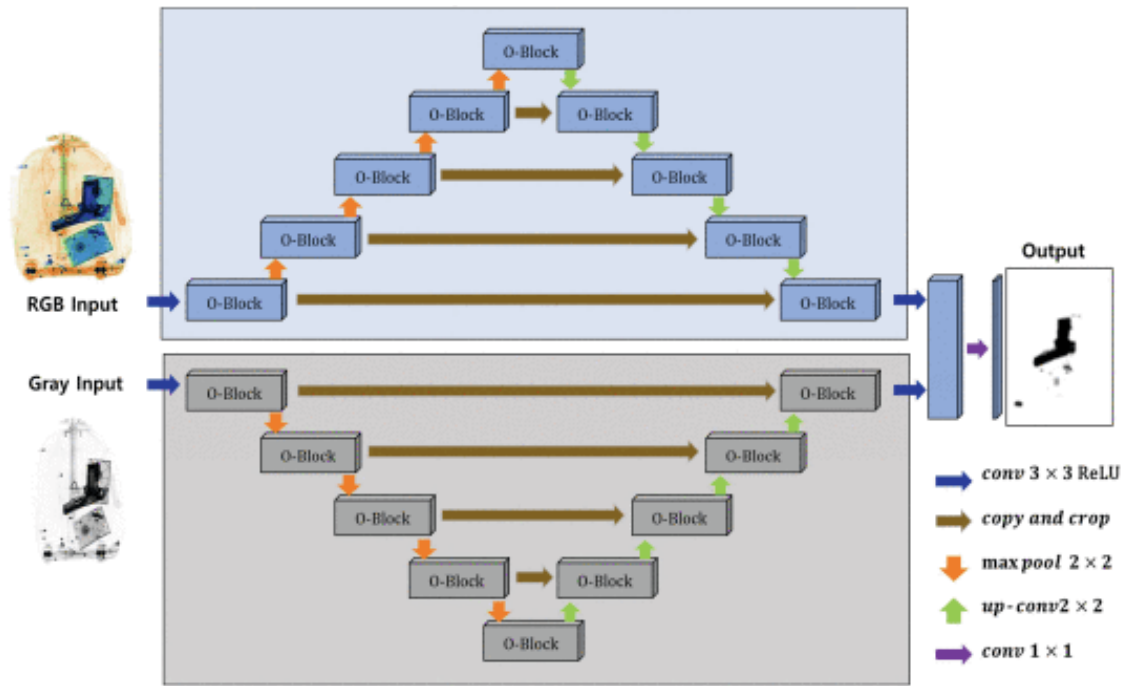 O-Block
O-Block O-Block
O-Block O-Block
O-Block O-Block
O-Block O-Block
RGB Input
Output
Gray Input
O-Block O-Block
O-Block O-Block
O-Block O-Block
O-Block O-Block
O-Block
conv 3 × 3 ReLU
copy and crop
max pool 2 × 2
up-conv2 × 2
conv 1 × 1